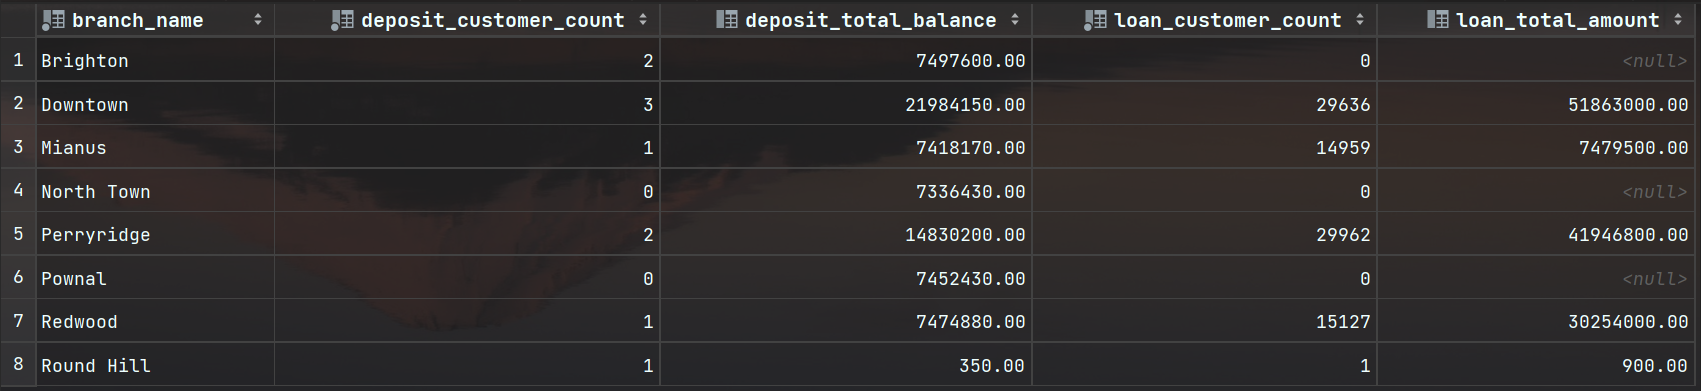 branch_name deposit_customer_count deposit_total_balance loan_customer_count loan_total_amount
1 Brighton 2 7497600.00 0 <null>
2 Downtown 3 21984150.00 29636 51863000.00
3 Mianus 1 7418170.00 14959 7479500.00
4 North Town 0 7336430.00 0 <null>
5 Perryridge 2 14830200.00 29962 41946800.00
6 Pownal 0 7452430.00 0 <null>
7 Redwood 1 7474880.00 15127 30254000.00
8 Round Hill 1 350.00 1 900.00